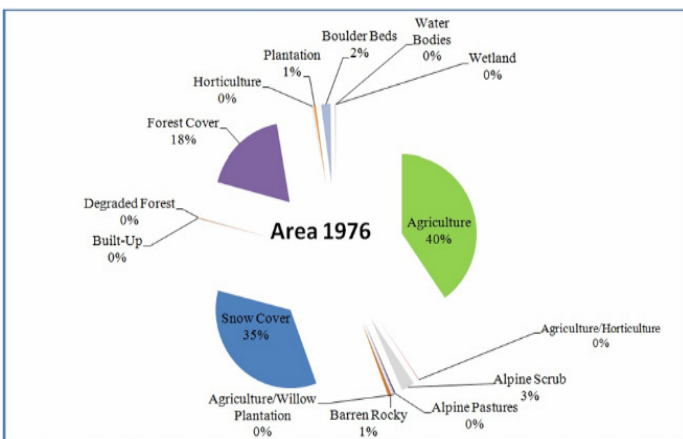 Boulder Beds
2%
Water
Bodies
0%
Wetland
0%
Plantation
1%
Horticulture
0%
Forest Cover
18%
Degraded Forest
0%
Built-Up
0%
Area 1976
Agriculture
40%
Snow Cover
35%
Agriculture/Horticulture
0%
Alpine Scrub
3%
Alpine Pastures
0%
Barren Rocky
1%
Agriculture/Willow
Plantation
0%